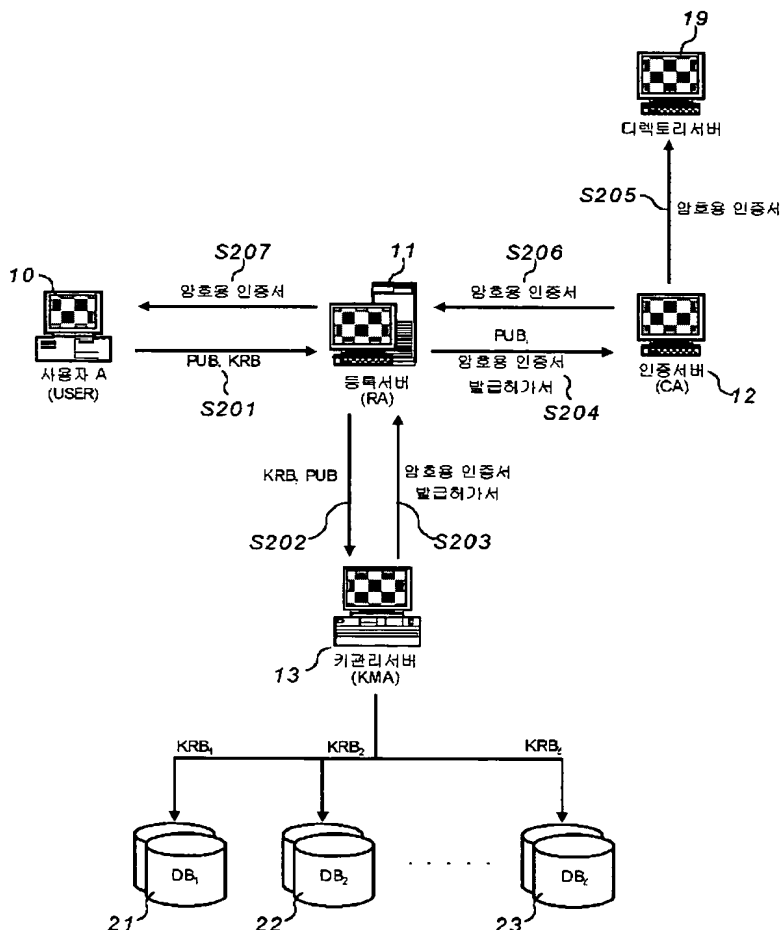 19
디렉토리서버
S205
암호용 인증서
S207
11
S206
10
암호용 인증서
암호용 인증서
PUB, KRB
PUB,
사용자 A
(USER)
S201
등록서버
(RA)
암호용 인증서
발급허가서
S204
인증서버
(CA)
12
KRB, PUB
암호용 인증서
발급허가서
S202
S203
13
키관리서버
(KMA)
KRB₁
KRB₂
DB₁
DB₂
. . . . .
21
22
23